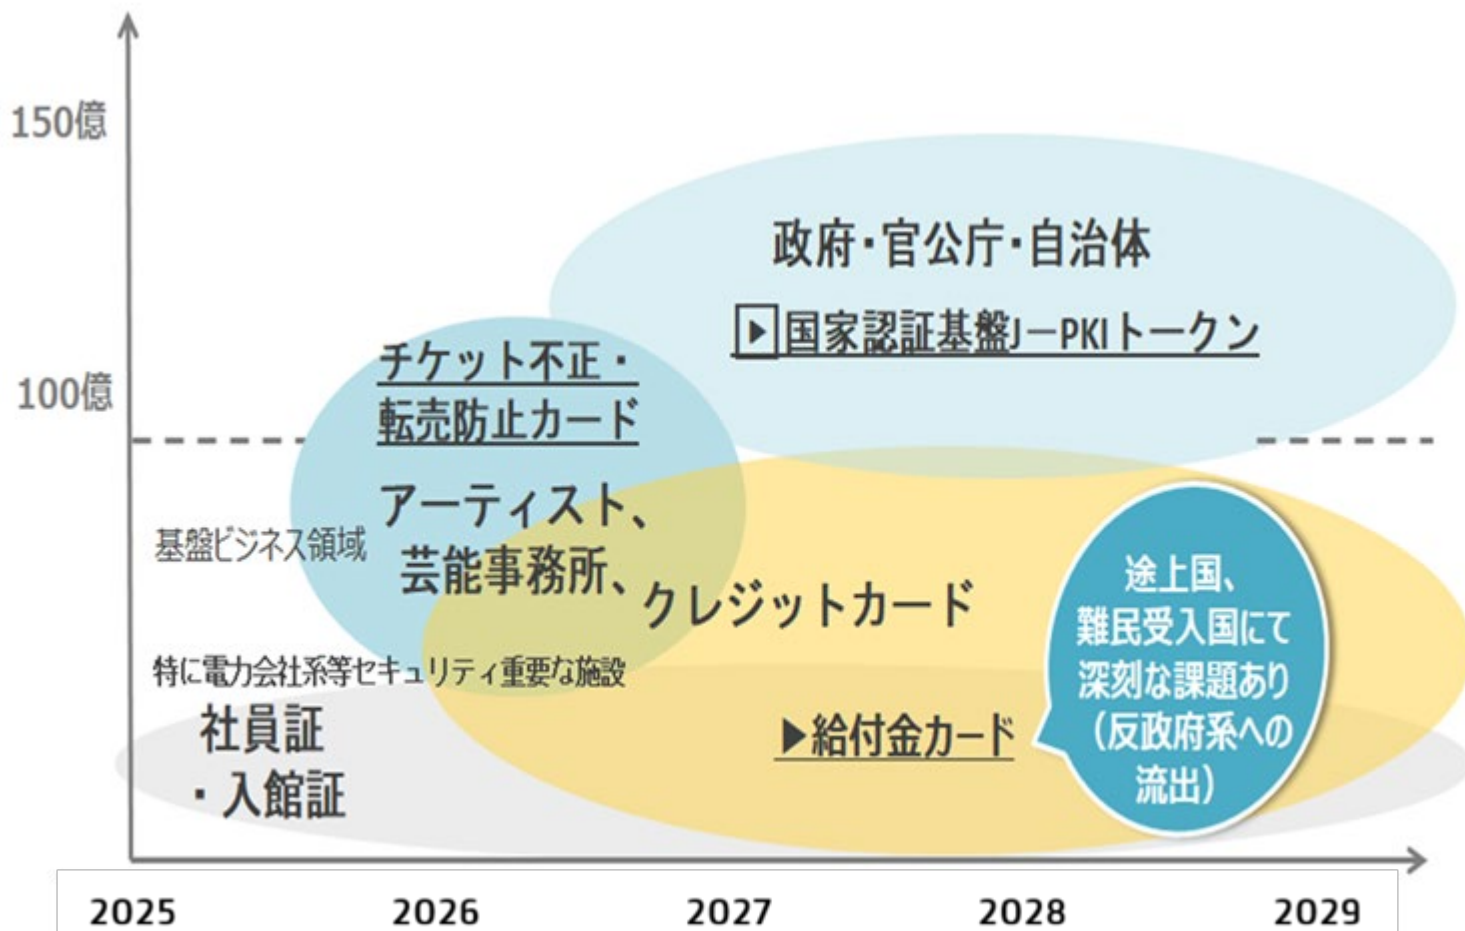 150億
政府・官公庁・自治体
▶国家認証基盤J－PKIトークン
チケット不正・
転売防止カード
100億
アーティスト、
芸能事務所、
基盤ビジネス領域
クレジットカード
途上国、
難民受入国にて
深刻な課題あり
（反政府系への
流出）
特に電力会社系等セキュリティ重要な施設
社員証
・入館証
▶給付金カード
2025 2026 2027 2028 2029